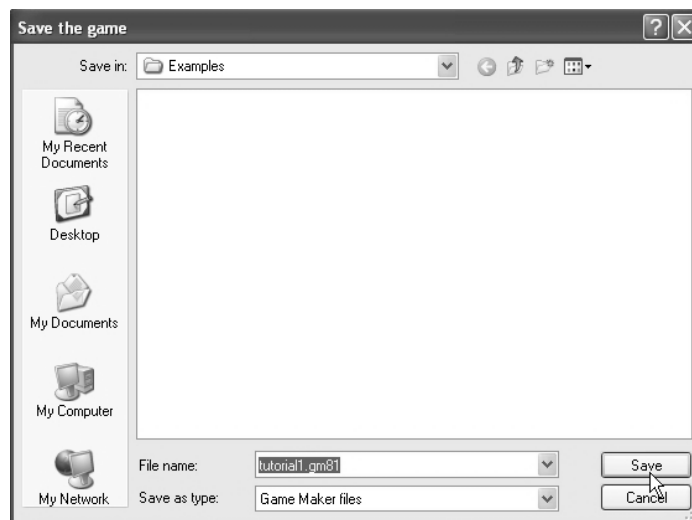 Save the game
Save in:
Examples
My Recent
Documents
Desktop
My Documents
My Computer
My Network
File name:
tutorial1.gm81
Save
Save as type:
Game Maker files
Cancel